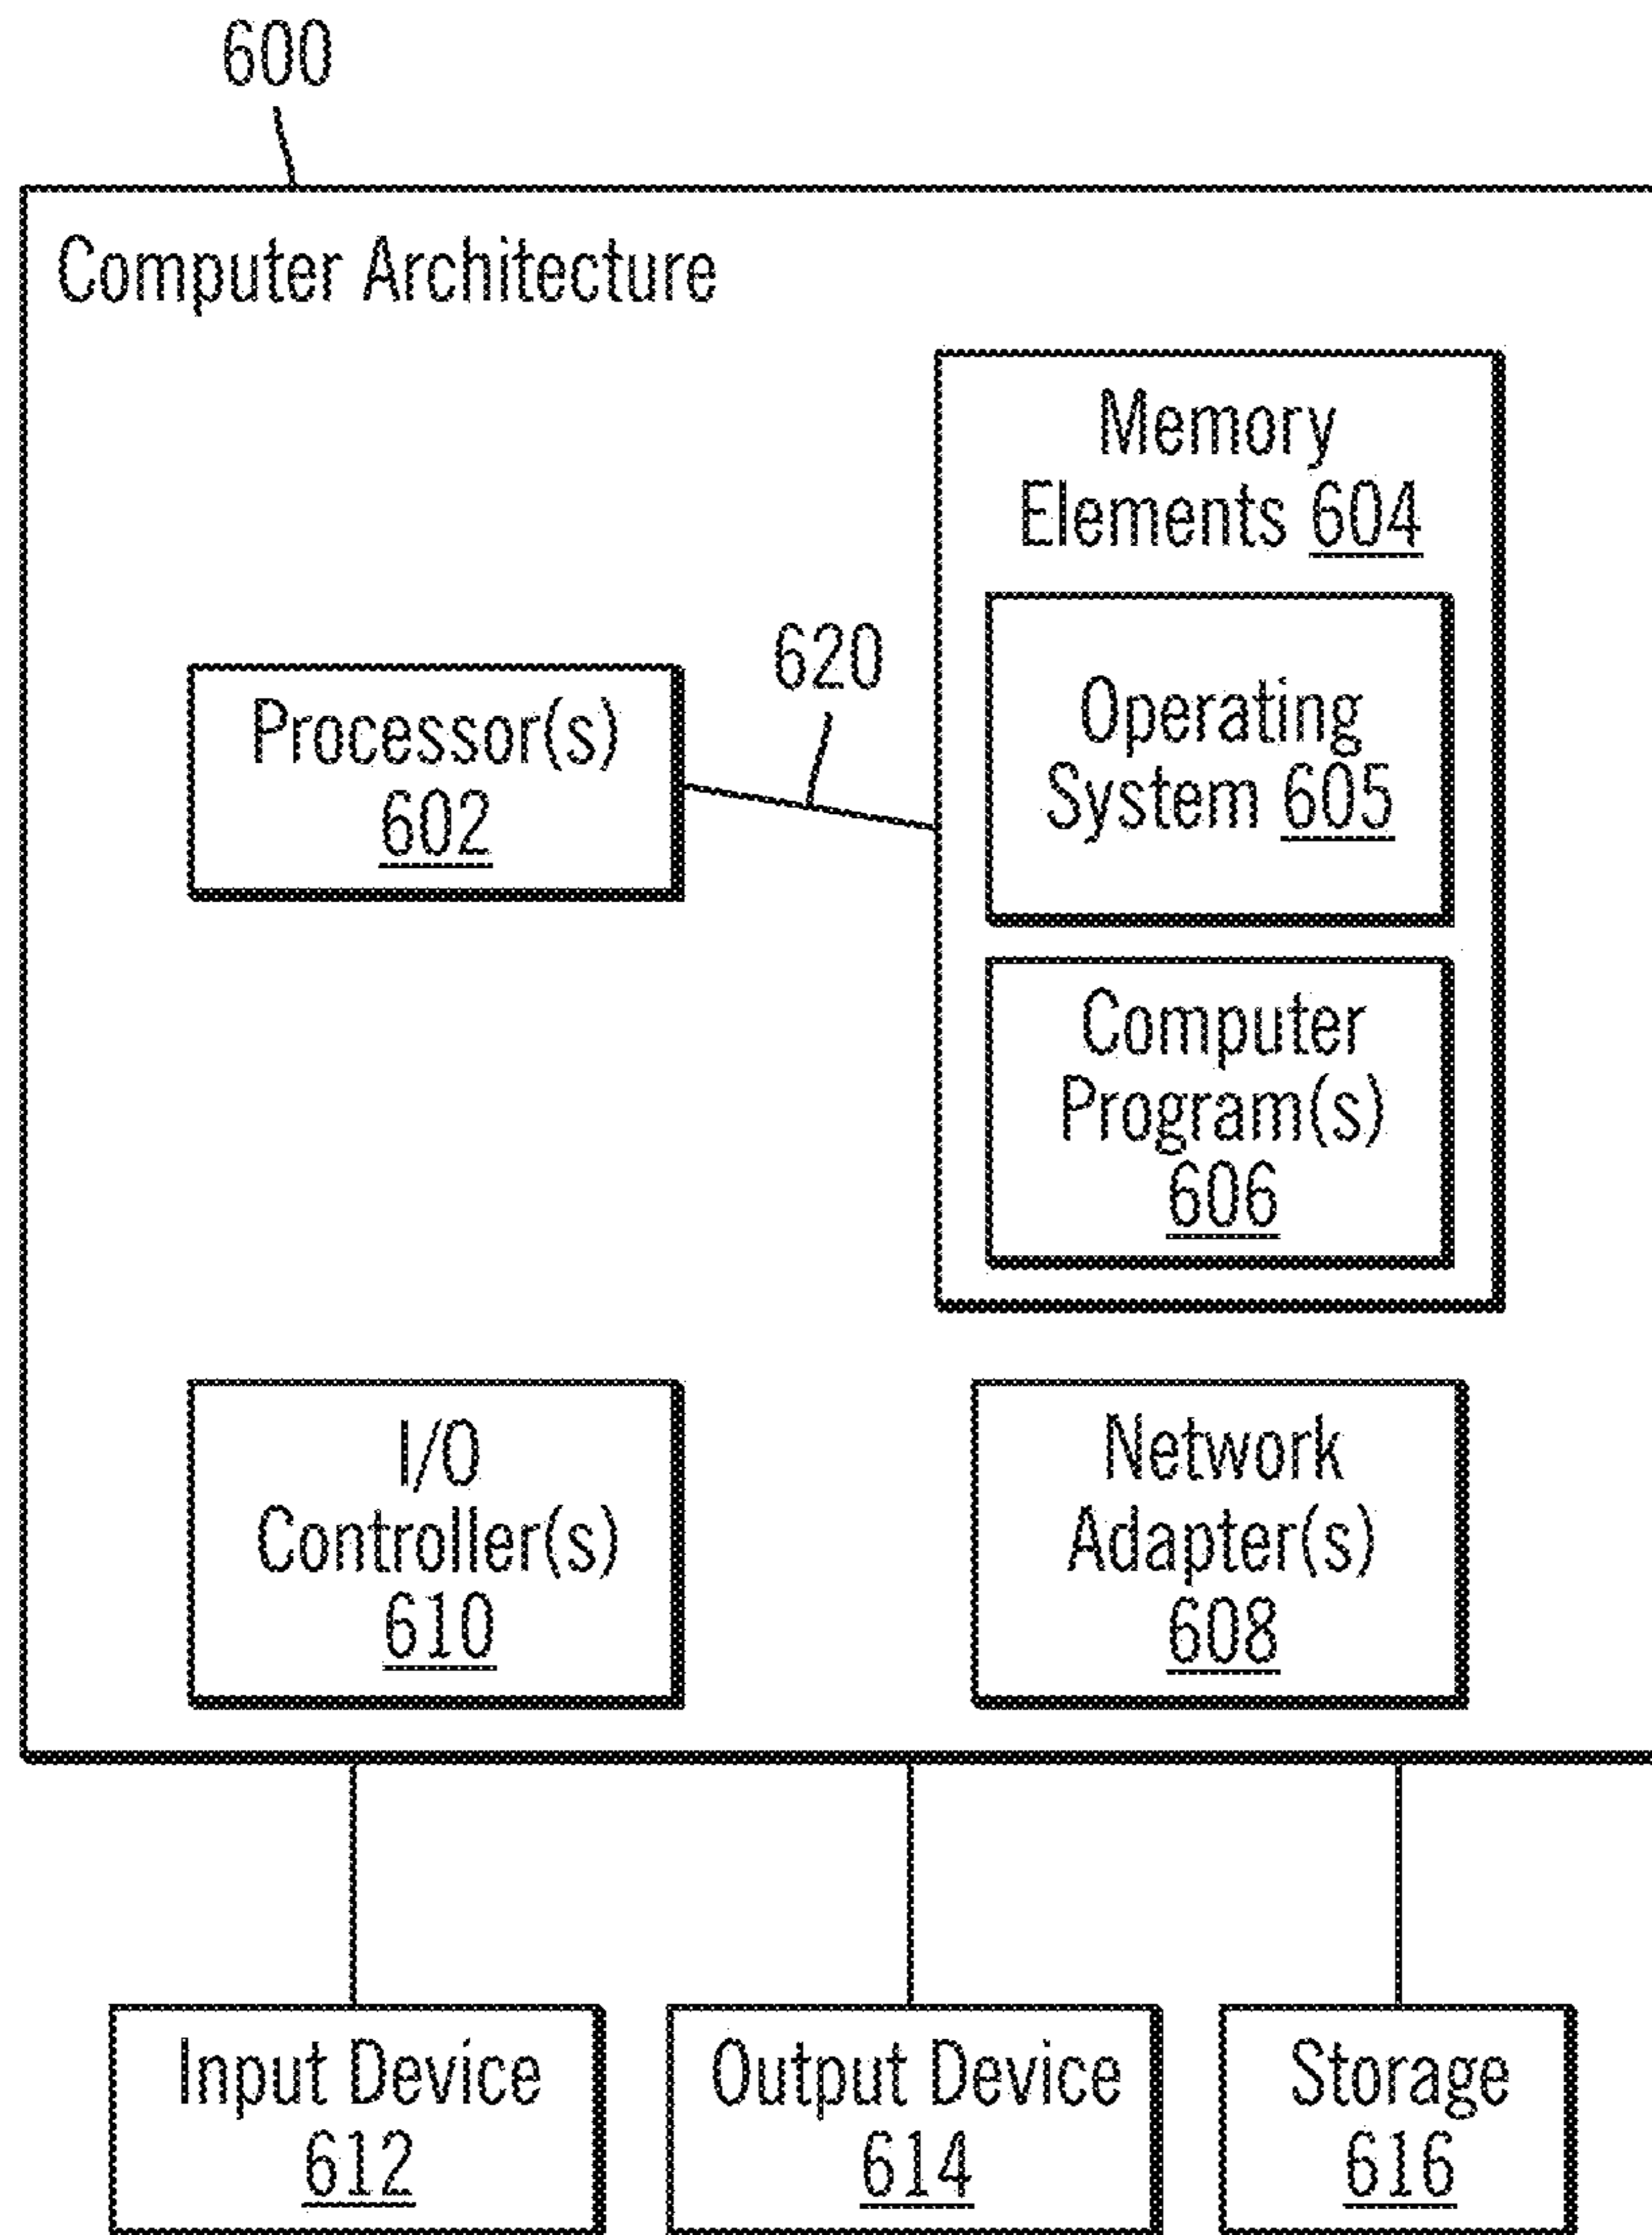 600
Computer Architecture
Memory
Elements 604
620
Operating
System 605
Processor(s)
602
Computer
Program(s)
606
I/O
Controller(s)
610
Network
Adapter(s)
608
Input Device
612
Output Device
614
Storage
616